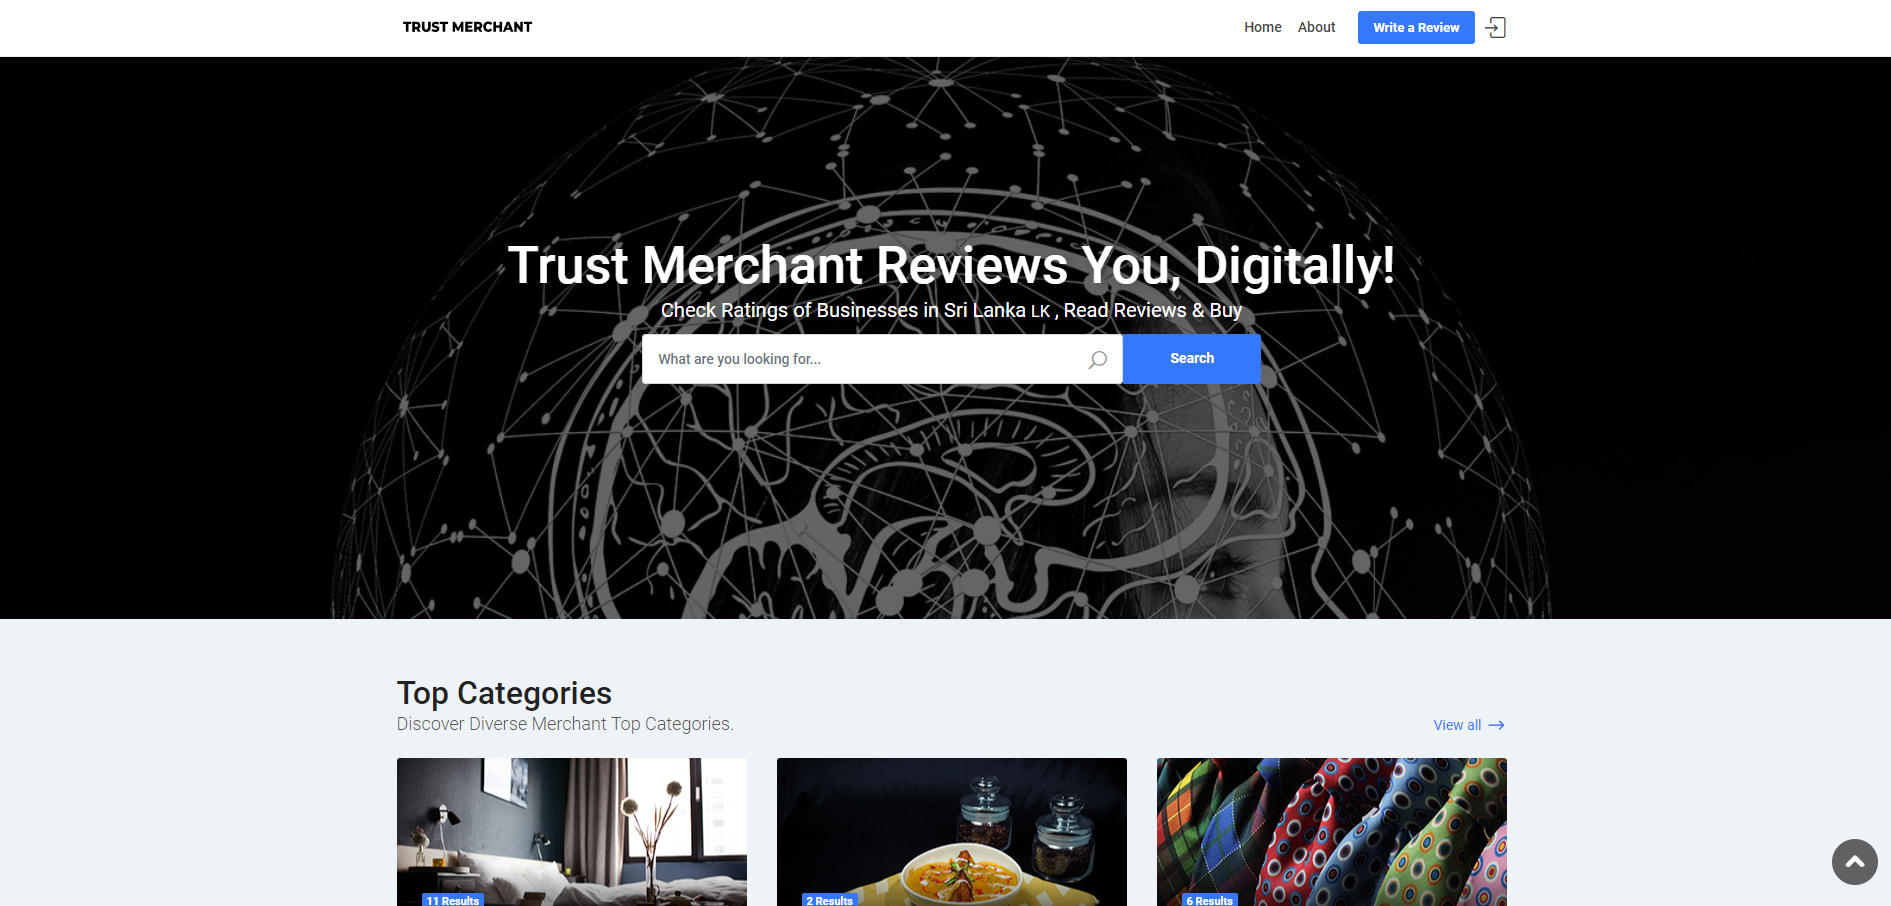 TRUST MERCHANT
Home
About
Write a Review
Trust Merchant Reviews You, Digitally!
Check Ratings of Businesses in Sri Lanka LK , Read Reviews & Buy
What are you looking for...
Search
Top Categories
Discover Diverse Merchant Top Categories.
View all
11 Results
2 Results
6 Results